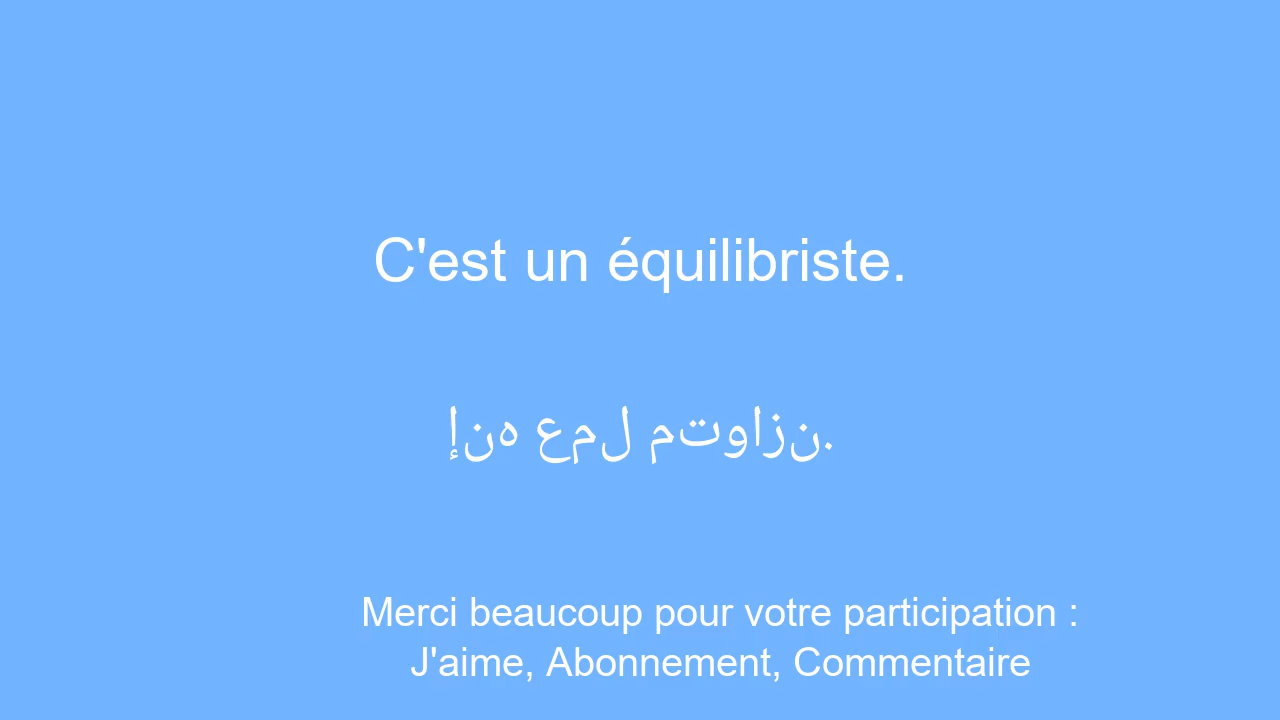 C'est un équilibriste.
إنه عمل متوازن.
Merci beaucoup pour votre participation :
J'aime, Abonnement, Commentaire